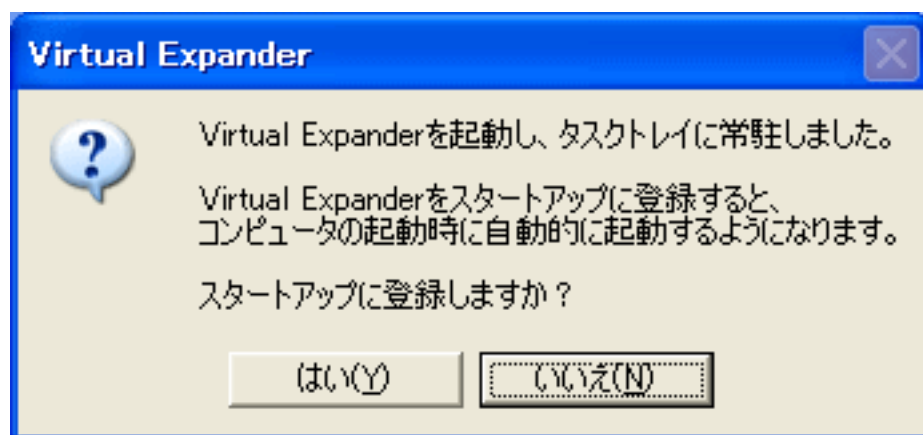 Virtual Expander
Virtual Expanderを起動し、タスクトレイに常駐しました。
Virtual Expanderをスタートアップに登録すると、
コンピュータの起動時に自動的に起動するようになります。
スタートアップに登録しますか？
はい(Y)
いいえ(N)